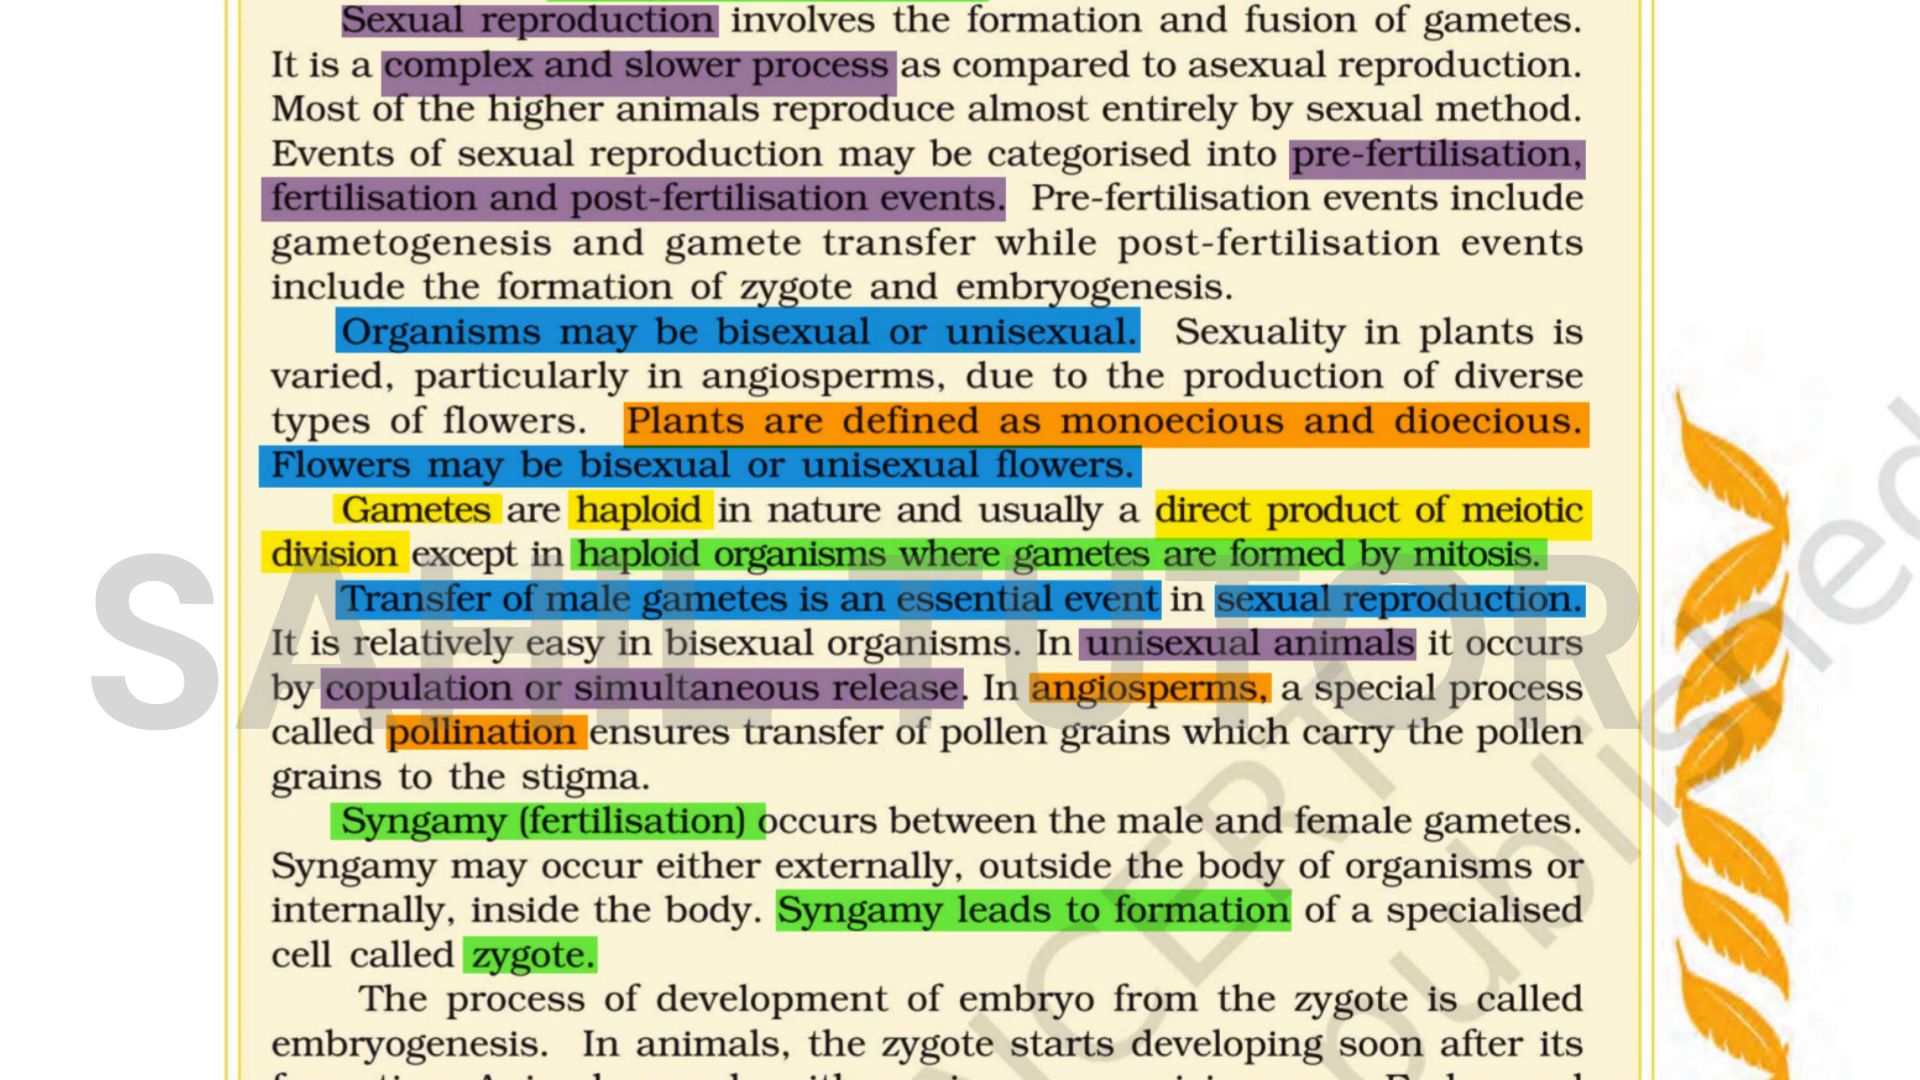 Sexual reproduction involves the formation and fusion of gametes.
It is a complex and slower process as compared to asexual reproduction.
Most of the higher animals reproduce almost entirely by sexual method.
Events of sexual reproduction may be categorised into pre-fertilisation,
fertilisation and post-fertilisation events. Pre-fertilisation events include
gametogenesis and gamete transfer while post-fertilisation events
include the formation of zygote and embryogenesis.
Organisms may be bisexual or unisexual. Sexuality in plants is
varied, particularly in angiosperms, due to the production of diverse
types of flowers. Plants are defined as monoecious and dioecious.
Flowers may be bisexual or unisexual flowers.
Gametes are haploid in nature and usually a direct product of meiotic
division except in haploid organisms where gametes are formed by mitosis.
Transfer of male gametes is an essential event in sexual reproduction.
It is relatively easy in bisexual organisms. In unisexual animals it occurs
by copulation or simultaneous release. In angiosperms, a special process
called pollination ensures transfer of pollen grains which carry the pollen
grains to the stigma.
Syngamy (fertilisation) occurs between the male and female gametes.
Syngamy may occur either externally, outside the body of organisms or
internally, inside the body. Syngamy leads to formation of a specialised
cell called zygote.
The process of development of embryo from the zygote is called
embryogenesis. In animals, the zygote starts developing soon after its
SAHIL TUTOR
NCERT
published